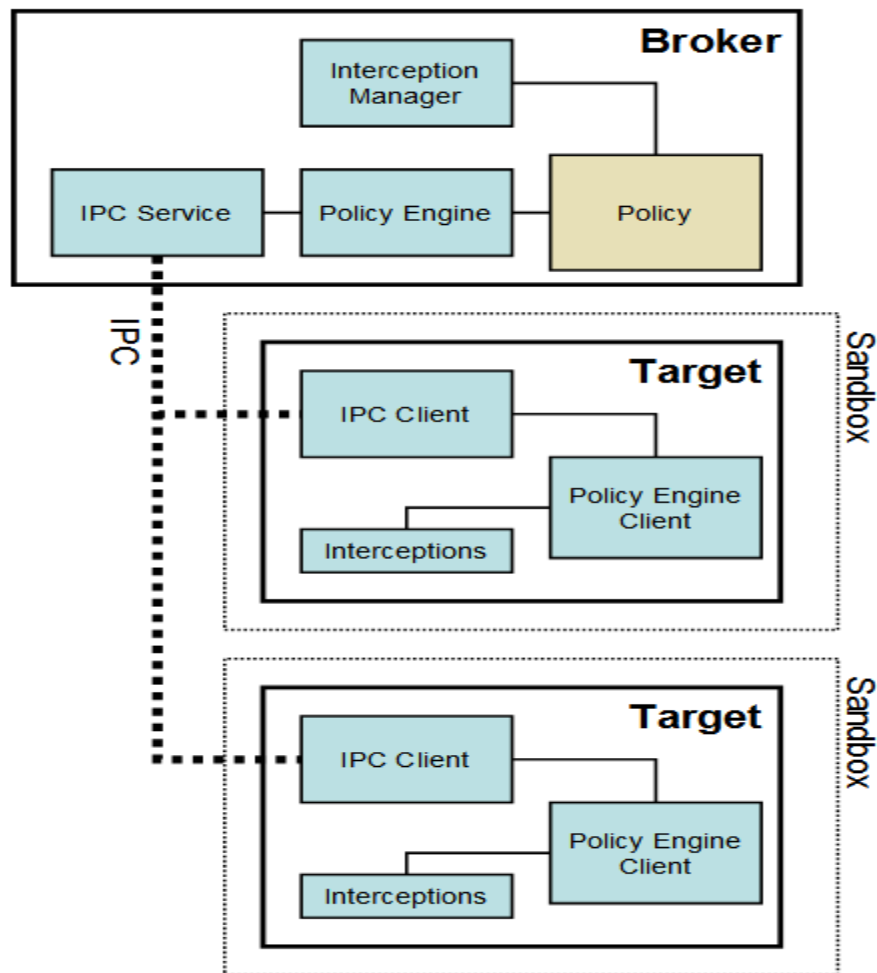 Broker
Interception
Manager
IPC Service
Policy Engine
Policy
IPC
Sandbox
Target
IPC Client
Policy Engine
Client
Interceptions
Sandbox
Target
IPC Client
Policy Engine
Client
Interceptions